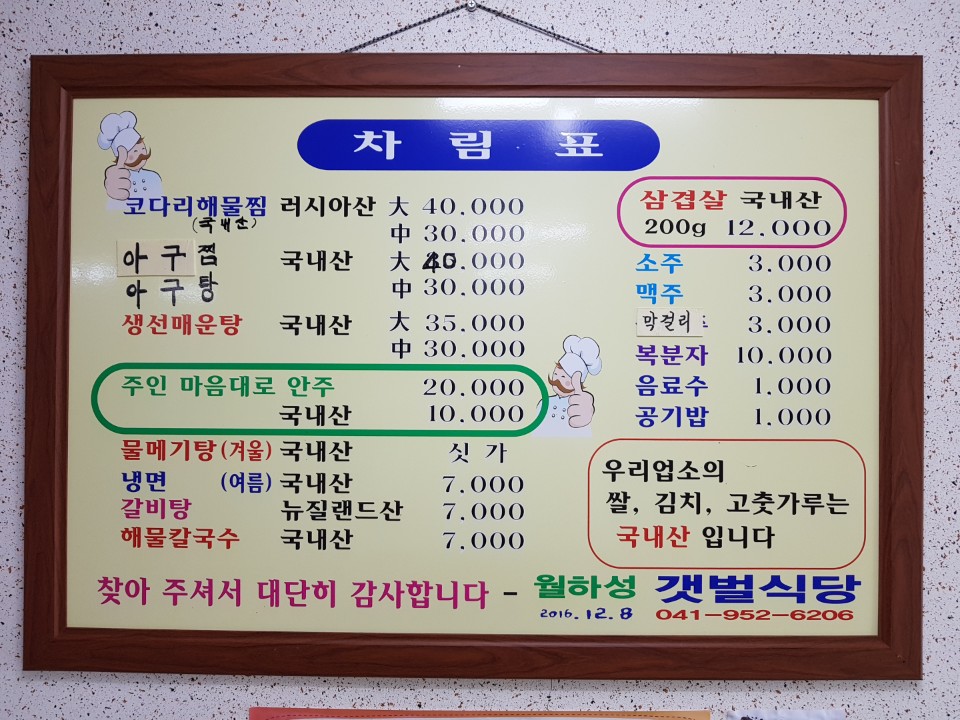 차림표
코다리해물찜 러시아산 大 40,000
(국내산) 中 30,000
아구찜 국내산 大 40,000
아구탕 中 30,000
생선매운탕 국내산 大 35,000
中 30,000
주인 마음대로 안주 20,000
국내산 10,000
물메기탕(겨울) 국내산 싯가
냉면 (여름) 국내산 7,000
갈비탕 뉴질랜드산 7,000
해물칼국수 국내산 7,000
삼겹살 국내산
200g 12,000
소주 3,000
맥주 3,000
막걸리 3,000
복분자 10,000
음료수 1,000
공기밥 1,000
우리업소의
쌀, 김치, 고춧가루는
국내산 입니다
찾아 주셔서 대단히 감사합니다 - 월하성 갯벌식당
2016.12.8 041-952-6206